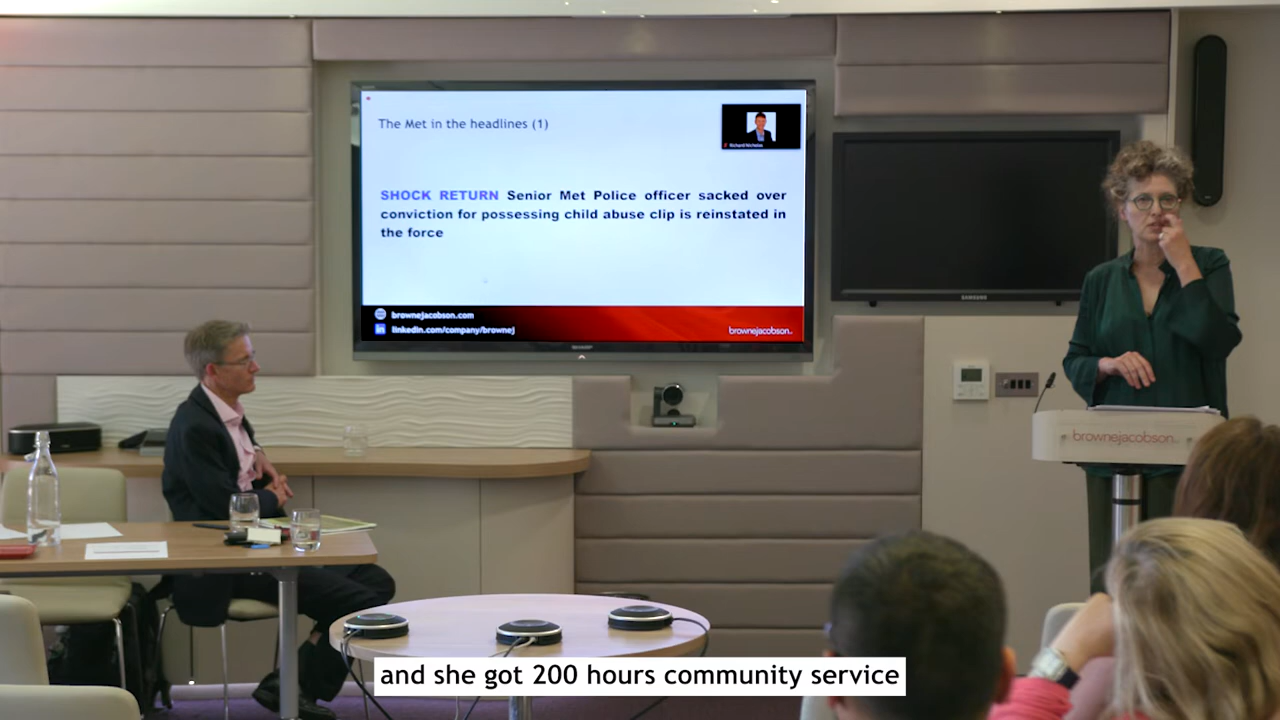 The Met in the headlines (1)
Richard Nicholas
SHOCK RETURN Senior Met Police officer sacked over
conviction for possessing child abuse clip is reinstated in
the force
brownejacobson.com
linkedin.com/company/brownej
brownejacobson
SHARP
SAMSUNG
brownejacobson
and she got 200 hours community service